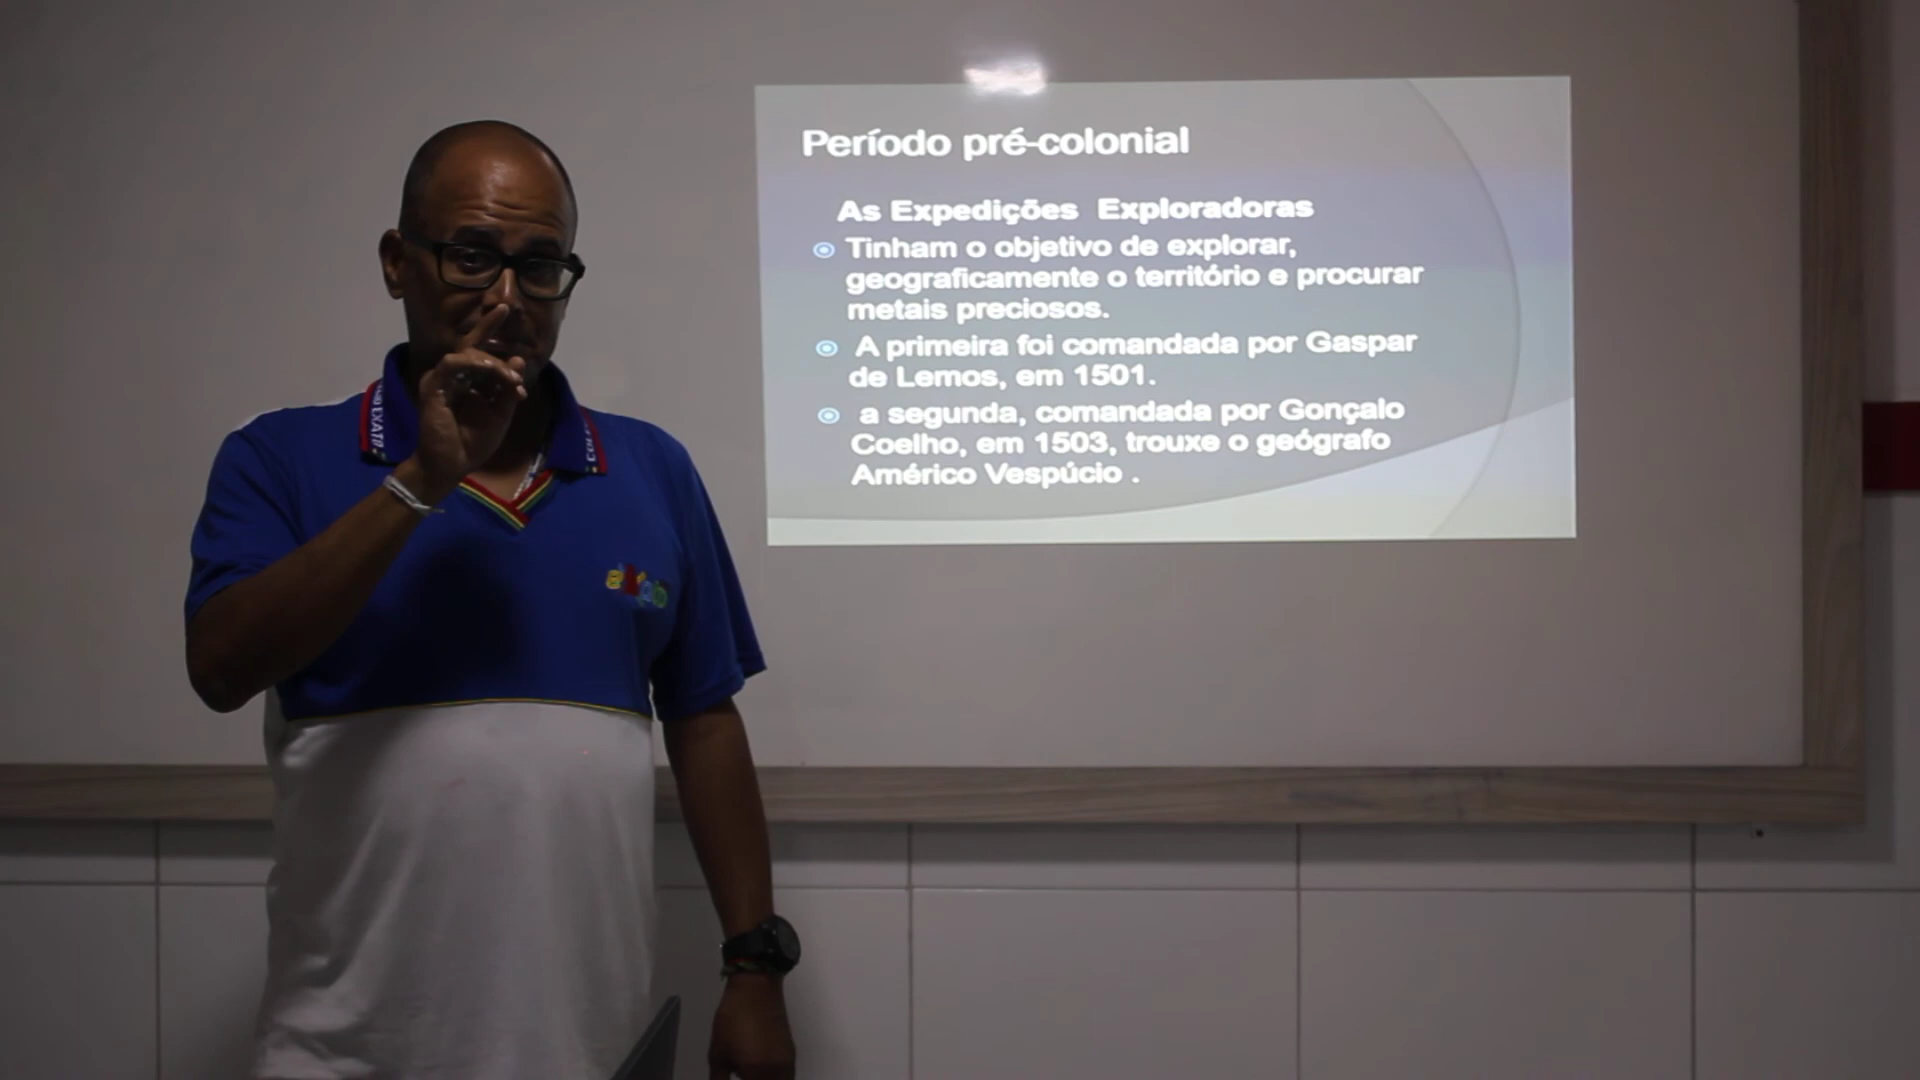 Período pré-colonial
As Expedições Exploradoras
Tinham o objetivo de explorar,
geograficamente o território e procurar
metais preciosos.
A primeira foi comandada por Gaspar
de Lemos, em 1501.
a segunda, comandada por Gonçalo
Coelho, em 1503, trouxe o geógrafo
Américo Vespúcio .